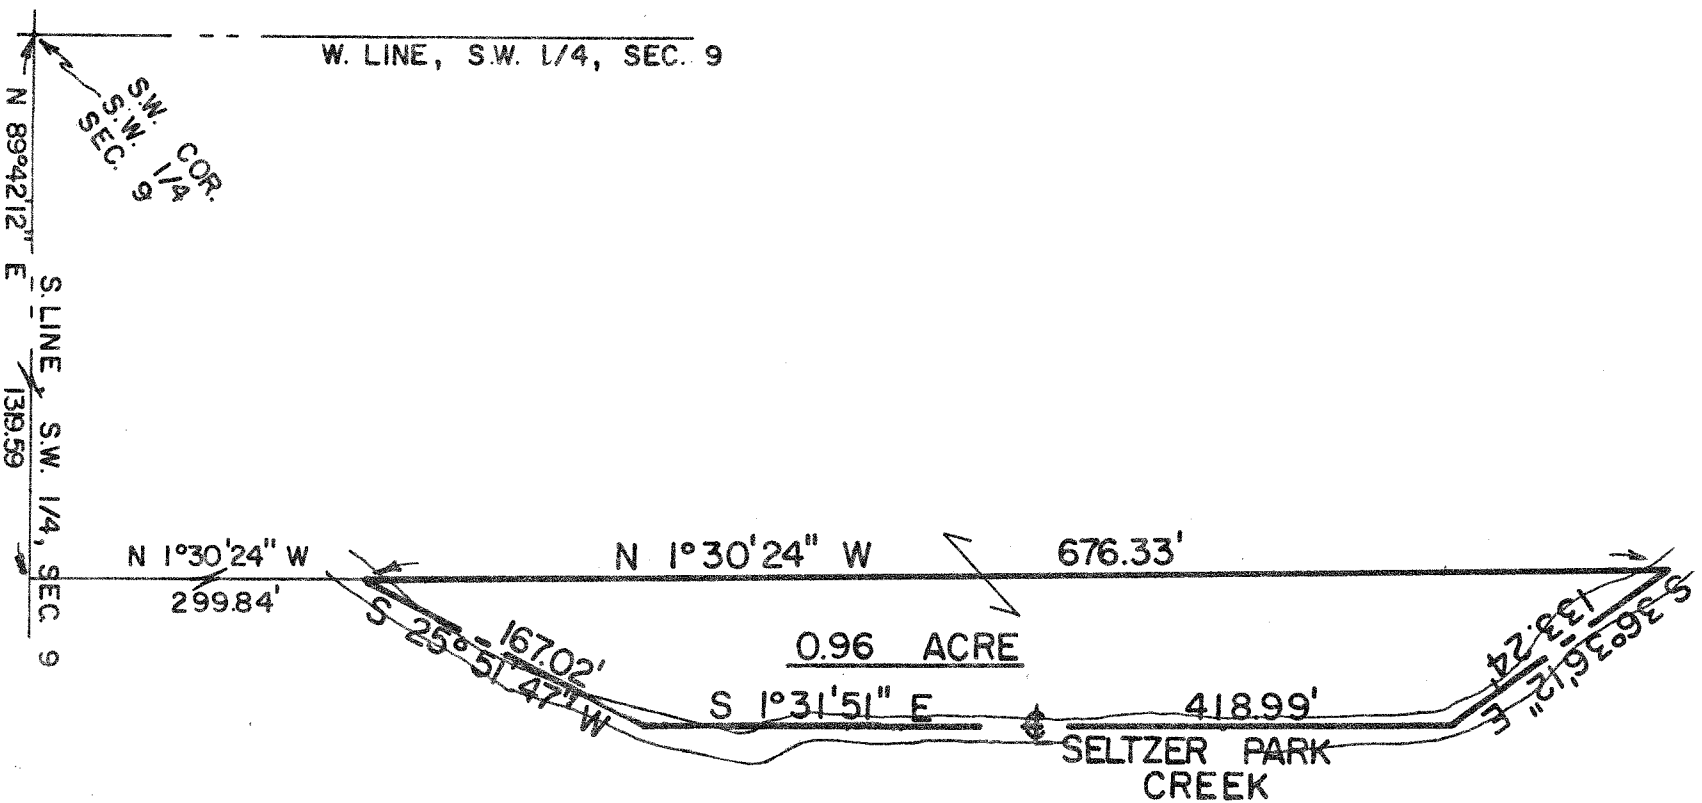 W. LINE, S.W. 1/4, SEC. 9
S.W. COR.
S.W. 1/4
SEC. 9
N 89°42'12" E
1319.59
S. LINE, S.W. 1/4, SEC 9
N 1°30'24" W
299.84'
N 1°30'24" W 676.33'
S 25°51'47" W
167.02'
0.96 ACRE
S 1°31'51" E 418.99'
133.24'
S 36°36'12" E
SELTZER PARK
CREEK